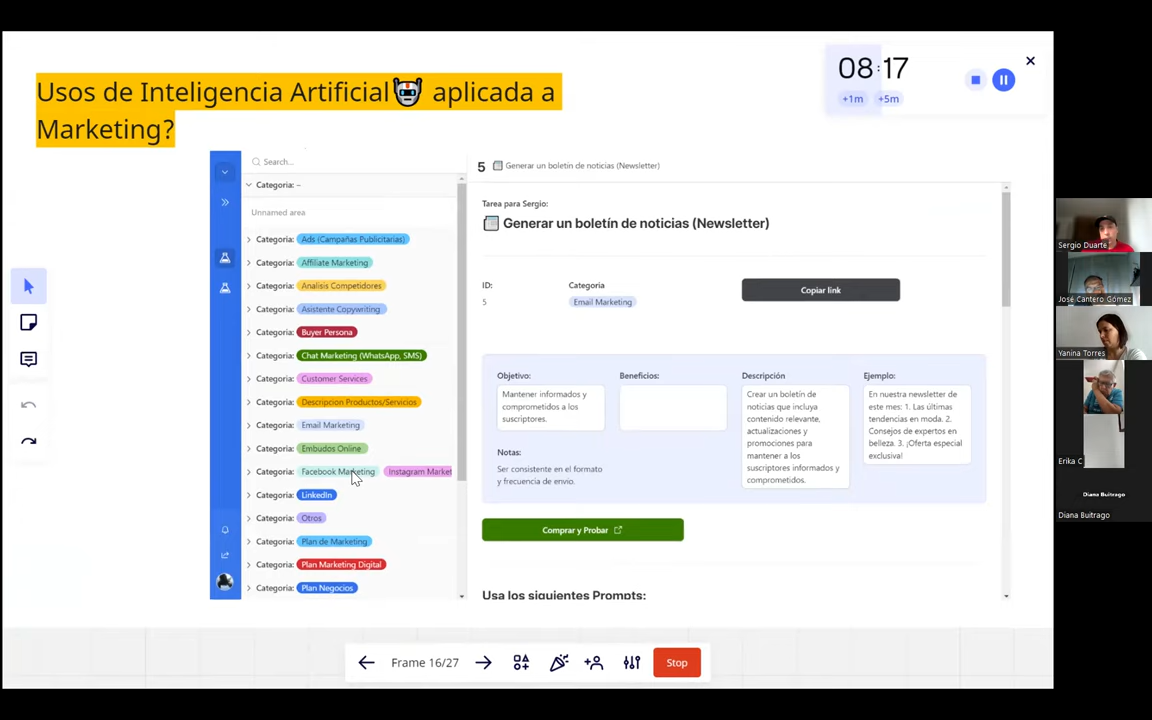 Usos de Inteligencia Artificial🤖 aplicada a
Marketing?
08:17
+1m +5m
Search...
Categoria: –
Unnamed area
Categoria: Ads (Campañas Publicitarias)
Categoria: Affiliate Marketing
Categoria: Analisis Competidores
Categoria: Asistente Copywriting
Categoria: Buyer Persona
Categoria: Chat Marketing (WhatsApp, SMS)
Categoria: Customer Services
Categoria: Descripcion Productos/Servicios
Categoria: Email Marketing
Categoria: Embudos Online
Categoria: Facebook Marketing Instagram Market
Categoria: LinkedIn
Categoria: Otros
Categoria: Plan de Marketing
Categoria: Plan Marketing Digital
Categoria: Plan Negocios
5 Generar un boletín de noticias (Newsletter)
Tarea para Sergio:
Generar un boletín de noticias (Newsletter)
ID:
5
Categoria
Email Marketing
Copiar link
Objetivo:
Mantener informados y
comprometidos a los
suscriptores.
Beneficios:
Descripción
Crear un boletín de
noticias que incluya
contenido relevante,
actualizaciones y
promociones para
mantener a los
suscriptores informados y
comprometidos.
Ejemplo:
En nuestra newsletter de
este mes: 1. Las últimas
tendencias en moda. 2.
Consejos de expertos en
belleza. 3. ¡Oferta especial
exclusiva!
Notas:
Ser consistente en el formato
y frecuencia de envío.
Comprar y Probar
Usa los siguientes Prompts:
Frame 16/27
Stop
Sergio Duarte
José Cantero Gómez
Yanina Torres
Erika C
Diana Buitrago
Diana Buitrago